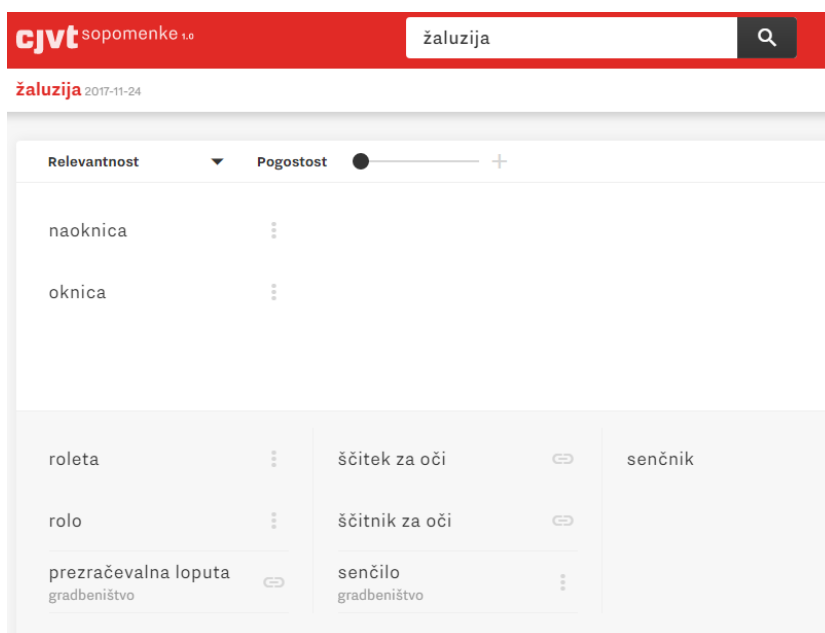 cjvt sopomenke 1.0
žaluzija
žaluzija 2017-11-24
Relevantnost Pogostost
naoknica
oknica
roleta ščitek za oči senčnik
rolo ščitnik za oči
prezračevalna loputa senčilo
gradbeništvo gradbeništvo